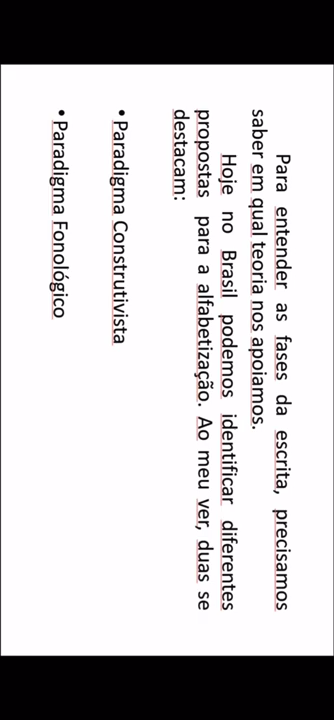 Para entender as fases da escrita, precisamos
saber em qual teoria nos apoiamos.
Hoje no Brasil podemos identificar diferentes
propostas para a alfabetização. Ao meu ver, duas se
destacam:
• Paradigma Construtivista
• Paradigma Fonológico